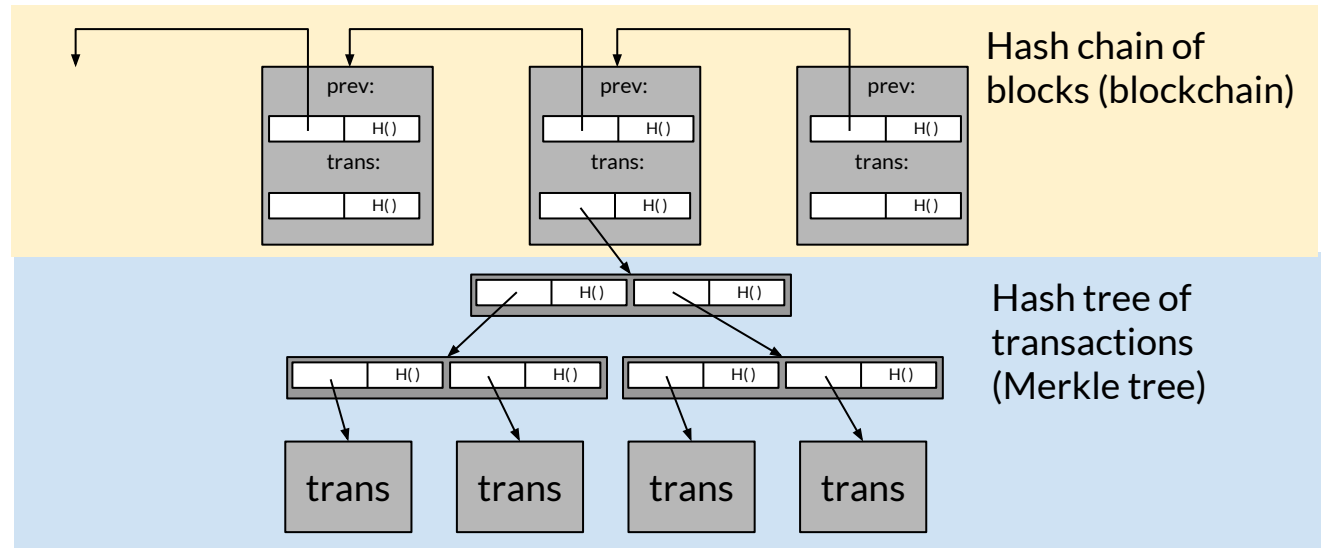 Hash chain of
blocks (blockchain)
prev: prev: prev:
H() H() H()
trans: trans: trans:
H() H() H()
Hash tree of
transactions
(Merkle tree)
H() H()
H() H() H() H()
trans trans trans trans